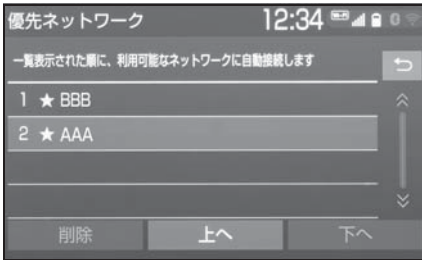 優先ネットワーク 12:34
一覧表示された順に、利用可能なネットワークに自動接続します
1 ★ BBB
2 ★ AAA
削除 上へ 下へ